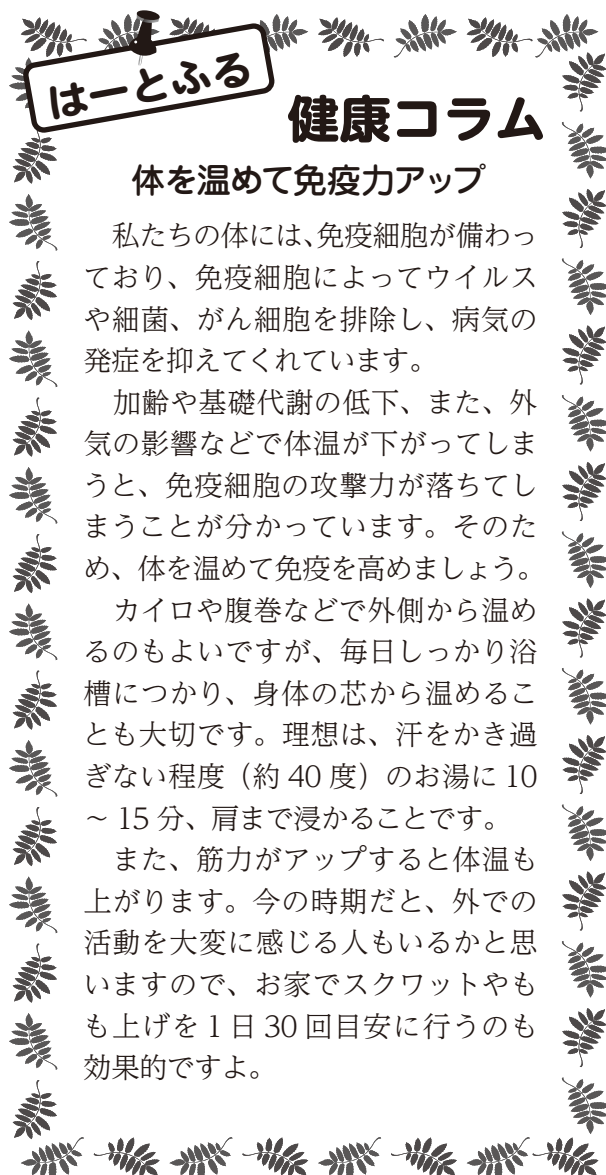 はーとふる
健康コラム
体を温めて免疫力アップ
　私たちの体には、免疫細胞が備わっ
ており、免疫細胞によってウイルス
や細菌、がん細胞を排除し、病気の
発症を抑えてくれています。
　加齢や基礎代謝の低下、また、外
気の影響などで体温が下がってしま
うと、免疫細胞の攻撃力が落ちてし
まうことが分かっています。そのた
め、体を温めて免疫を高めましょう。
　カイロや腹巻などで外側から温め
るのもよいですが、毎日しっかり浴
槽につかり、身体の芯から温めるこ
とも大切です。理想は、汗をかき過
ぎない程度（約 40 度）のお湯に 10
～ 15 分、肩まで浸かることです。
　また、筋力がアップすると体温も
上がります。今の時期だと、外での
活動を大変に感じる人もいるかと思
いますので、お家でスクワットやも
も上げを 1 日 30 回目安に行うのも
効果的ですよ。